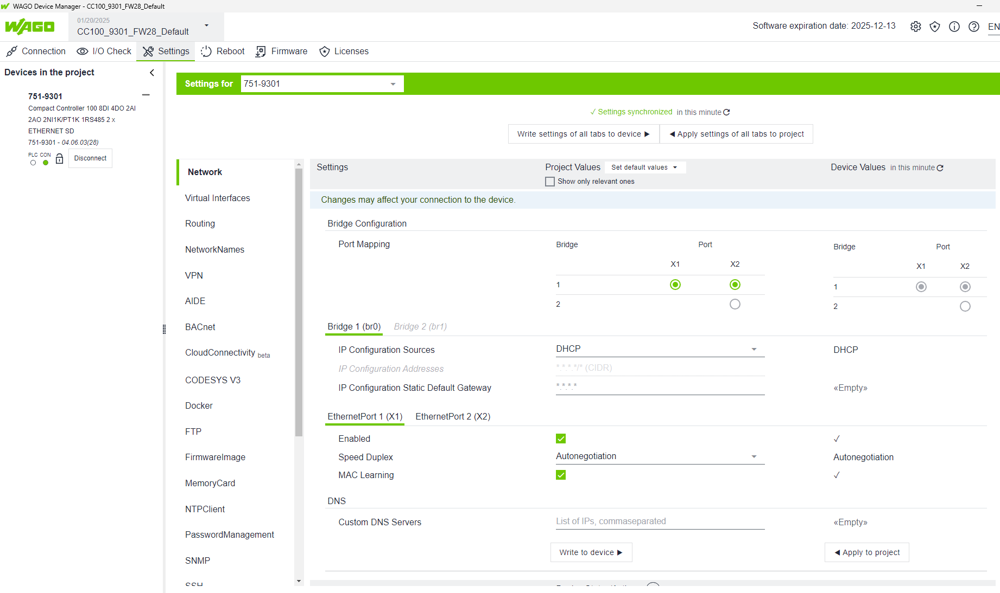 WAGO Device Manager - CC100_9301_FW28_Default
WAGO
01/20/2025
CC100_9301_FW28_Default
Software expiration date: 2025-12-13
EN
Connection
I/O Check
Settings
Reboot
Firmware
Licenses
Devices in the project
751-9301
Compact Controller 100 8DI 4DO 2AI
2AO 2NI1K/PT1K 1RS485 2 x
ETHERNET SD
751-9301 - 04.06.03(28)
PLC CON
Disconnect
Settings for
751-9301
✓ Settings synchronized in this minute
Write settings of all tabs to device ▶
◀ Apply settings of all tabs to project
Network
Virtual Interfaces
Routing
NetworkNames
VPN
AIDE
BACnet
CloudConnectivity beta
CODESYS V3
Docker
FTP
FirmwareImage
MemoryCard
NTPClient
PasswordManagement
SNMP
SSH
Settings
Project Values
Set default values
Show only relevant ones
Device Values in this minute
Changes may affect your connection to the device.
Bridge Configuration
Port Mapping
Bridge Port
X1 X2
1
2
Bridge Port
X1 X2
1
2
Bridge 1 (br0)
Bridge 2 (br1)
IP Configuration Sources
DHCP
DHCP
IP Configuration Addresses
*.*.*.*/* (CIDR)
IP Configuration Static Default Gateway
*.*.*.*
«Empty»
EthernetPort 1 (X1)
EthernetPort 2 (X2)
Enabled
✓
Speed Duplex
Autonegotiation
Autonegotiation
MAC Learning
✓
DNS
Custom DNS Servers
List of IPs, commaseparated
«Empty»
Write to device ▶
◀ Apply to project